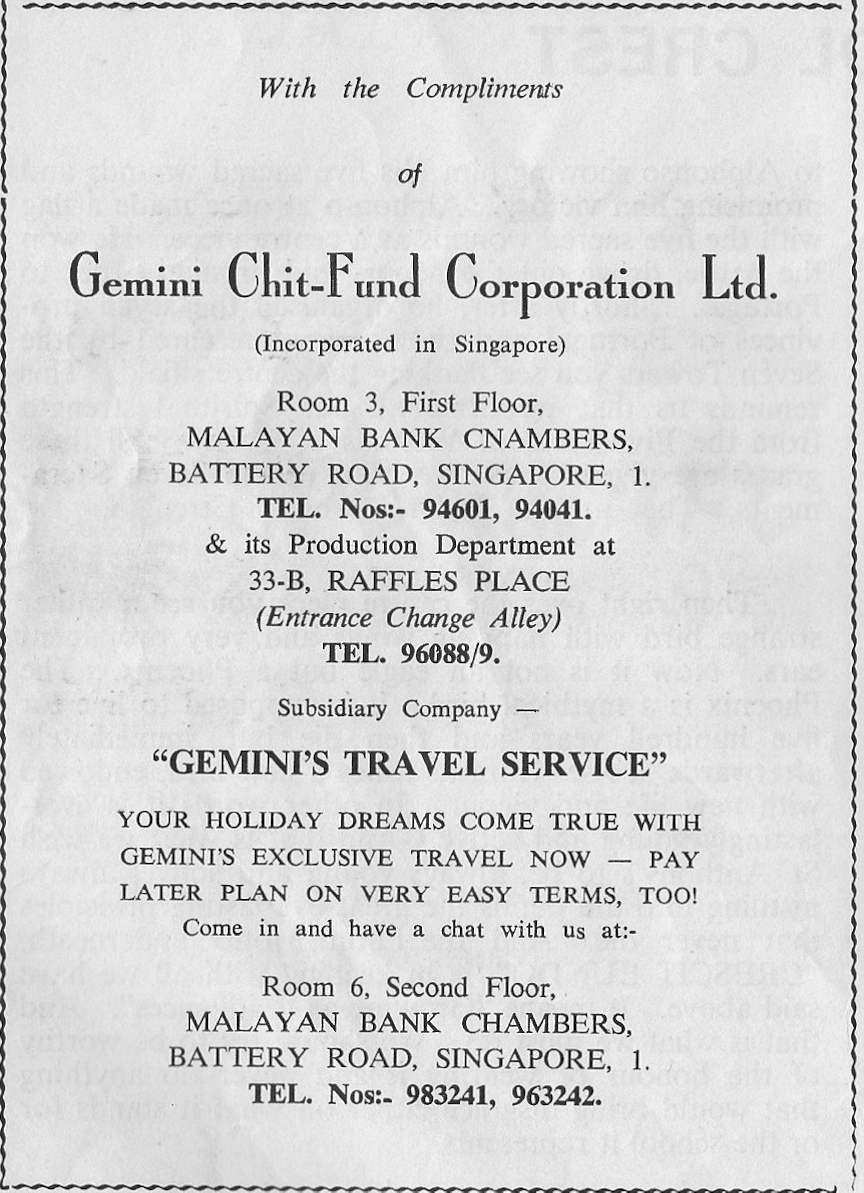 With the Compliments
of
Gemini Chit-Fund Corporation Ltd.
(Incorporated in Singapore)
Room 3, First Floor,
MALAYAN BANK CNAMBERS,
BATTERY ROAD, SINGAPORE, 1.
TEL. Nos:- 94601, 94041.
& its Production Department at
33-B, RAFFLES PLACE
(Entrance Change Alley)
TEL. 96088/9.
Subsidiary Company —
"GEMINI'S TRAVEL SERVICE"
YOUR HOLIDAY DREAMS COME TRUE WITH
GEMINI'S EXCLUSIVE TRAVEL NOW — PAY
LATER PLAN ON VERY EASY TERMS, TOO!
Come in and have a chat with us at:-
Room 6, Second Floor,
MALAYAN BANK CHAMBERS,
BATTERY ROAD, SINGAPORE, 1.
TEL. Nos:- 983241, 963242.